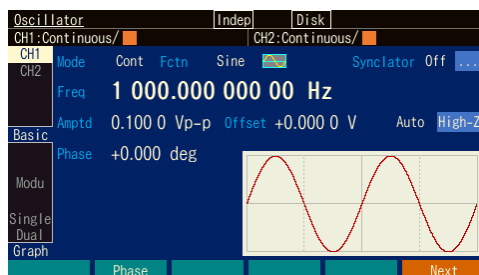 Oscillator Indep Disk
CH1:Continuous/ CH2:Continuous/
CH1 Mode Cont Fctn Sine Synclator Off ...
CH2
Freq 1 000.000 000 00 Hz
Amptd 0.100 0 Vp-p Offset +0.000 0 V Auto High-Z
Basic
Phase +0.000 deg
Modu
Single
Dual
Graph
Phase Next